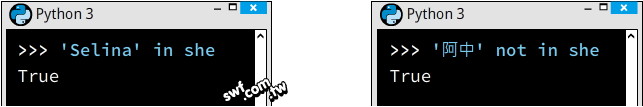 Python 3
>>> 'Selina' in she
True
swf.com.tw
Python 3
>>> '阿中' not in she
True